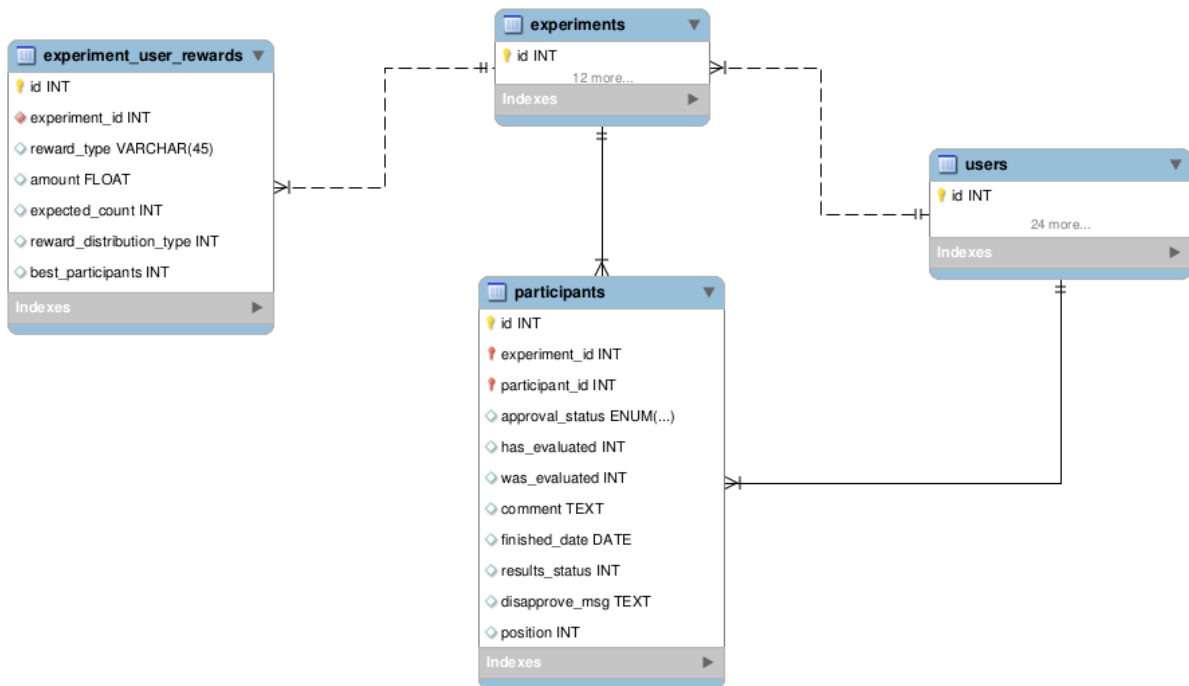 experiments
id INT
12 more...
Indexes
experiment_user_rewards
id INT
experiment_id INT
reward_type VARCHAR(45)
amount FLOAT
expected_count INT
reward_distribution_type INT
best_participants INT
Indexes
users
id INT
24 more...
Indexes
participants
id INT
experiment_id INT
participant_id INT
approval_status ENUM(...)
has_evaluated INT
was_evaluated INT
comment TEXT
finished_date DATE
results_status INT
disapprove_msg TEXT
position INT
Indexes